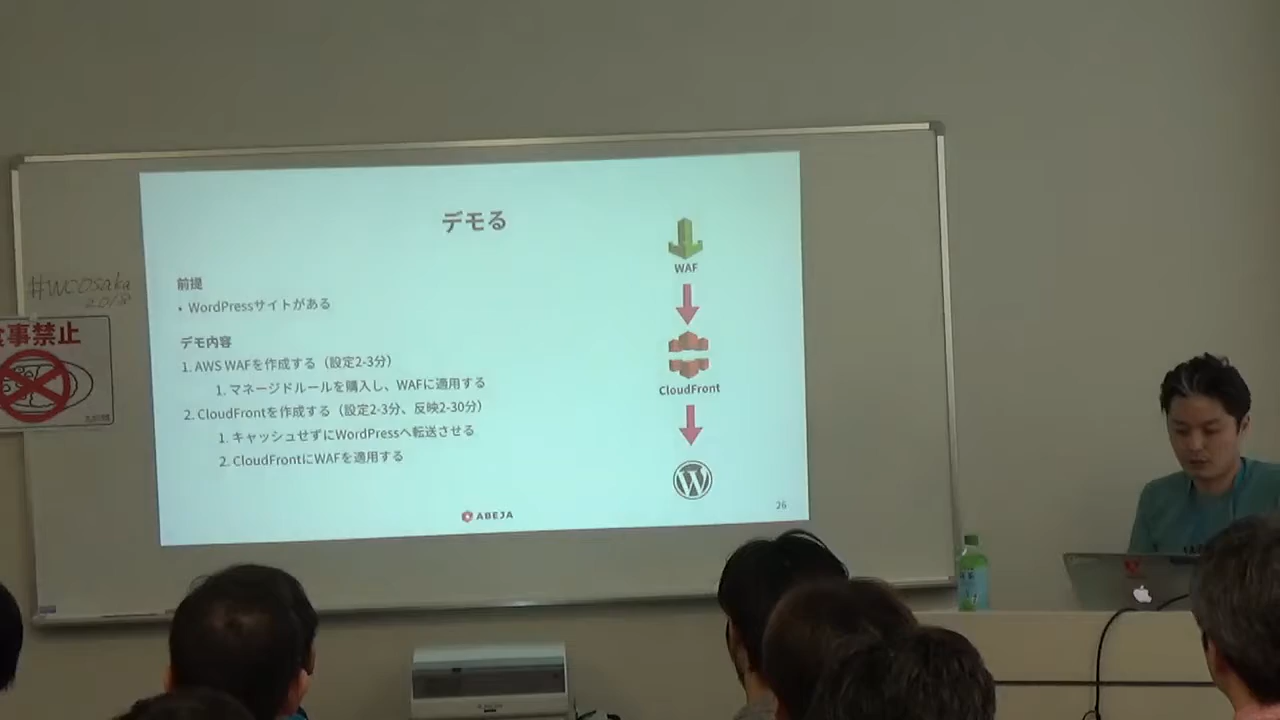 デモる
前提
・WordPressサイトがある
デモ内容
1. AWS WAFを作成する（設定2-3分）
1. マネージドルールを購入し、WAFに適用する
2. CloudFrontを作成する（設定2-3分、反映2-30分）
1. キャッシュせずにWordPressへ転送させる
2. CloudFrontにWAFを適用する
WAF
CloudFront
ABEJA
26
#wcosaka
2018
食事禁止